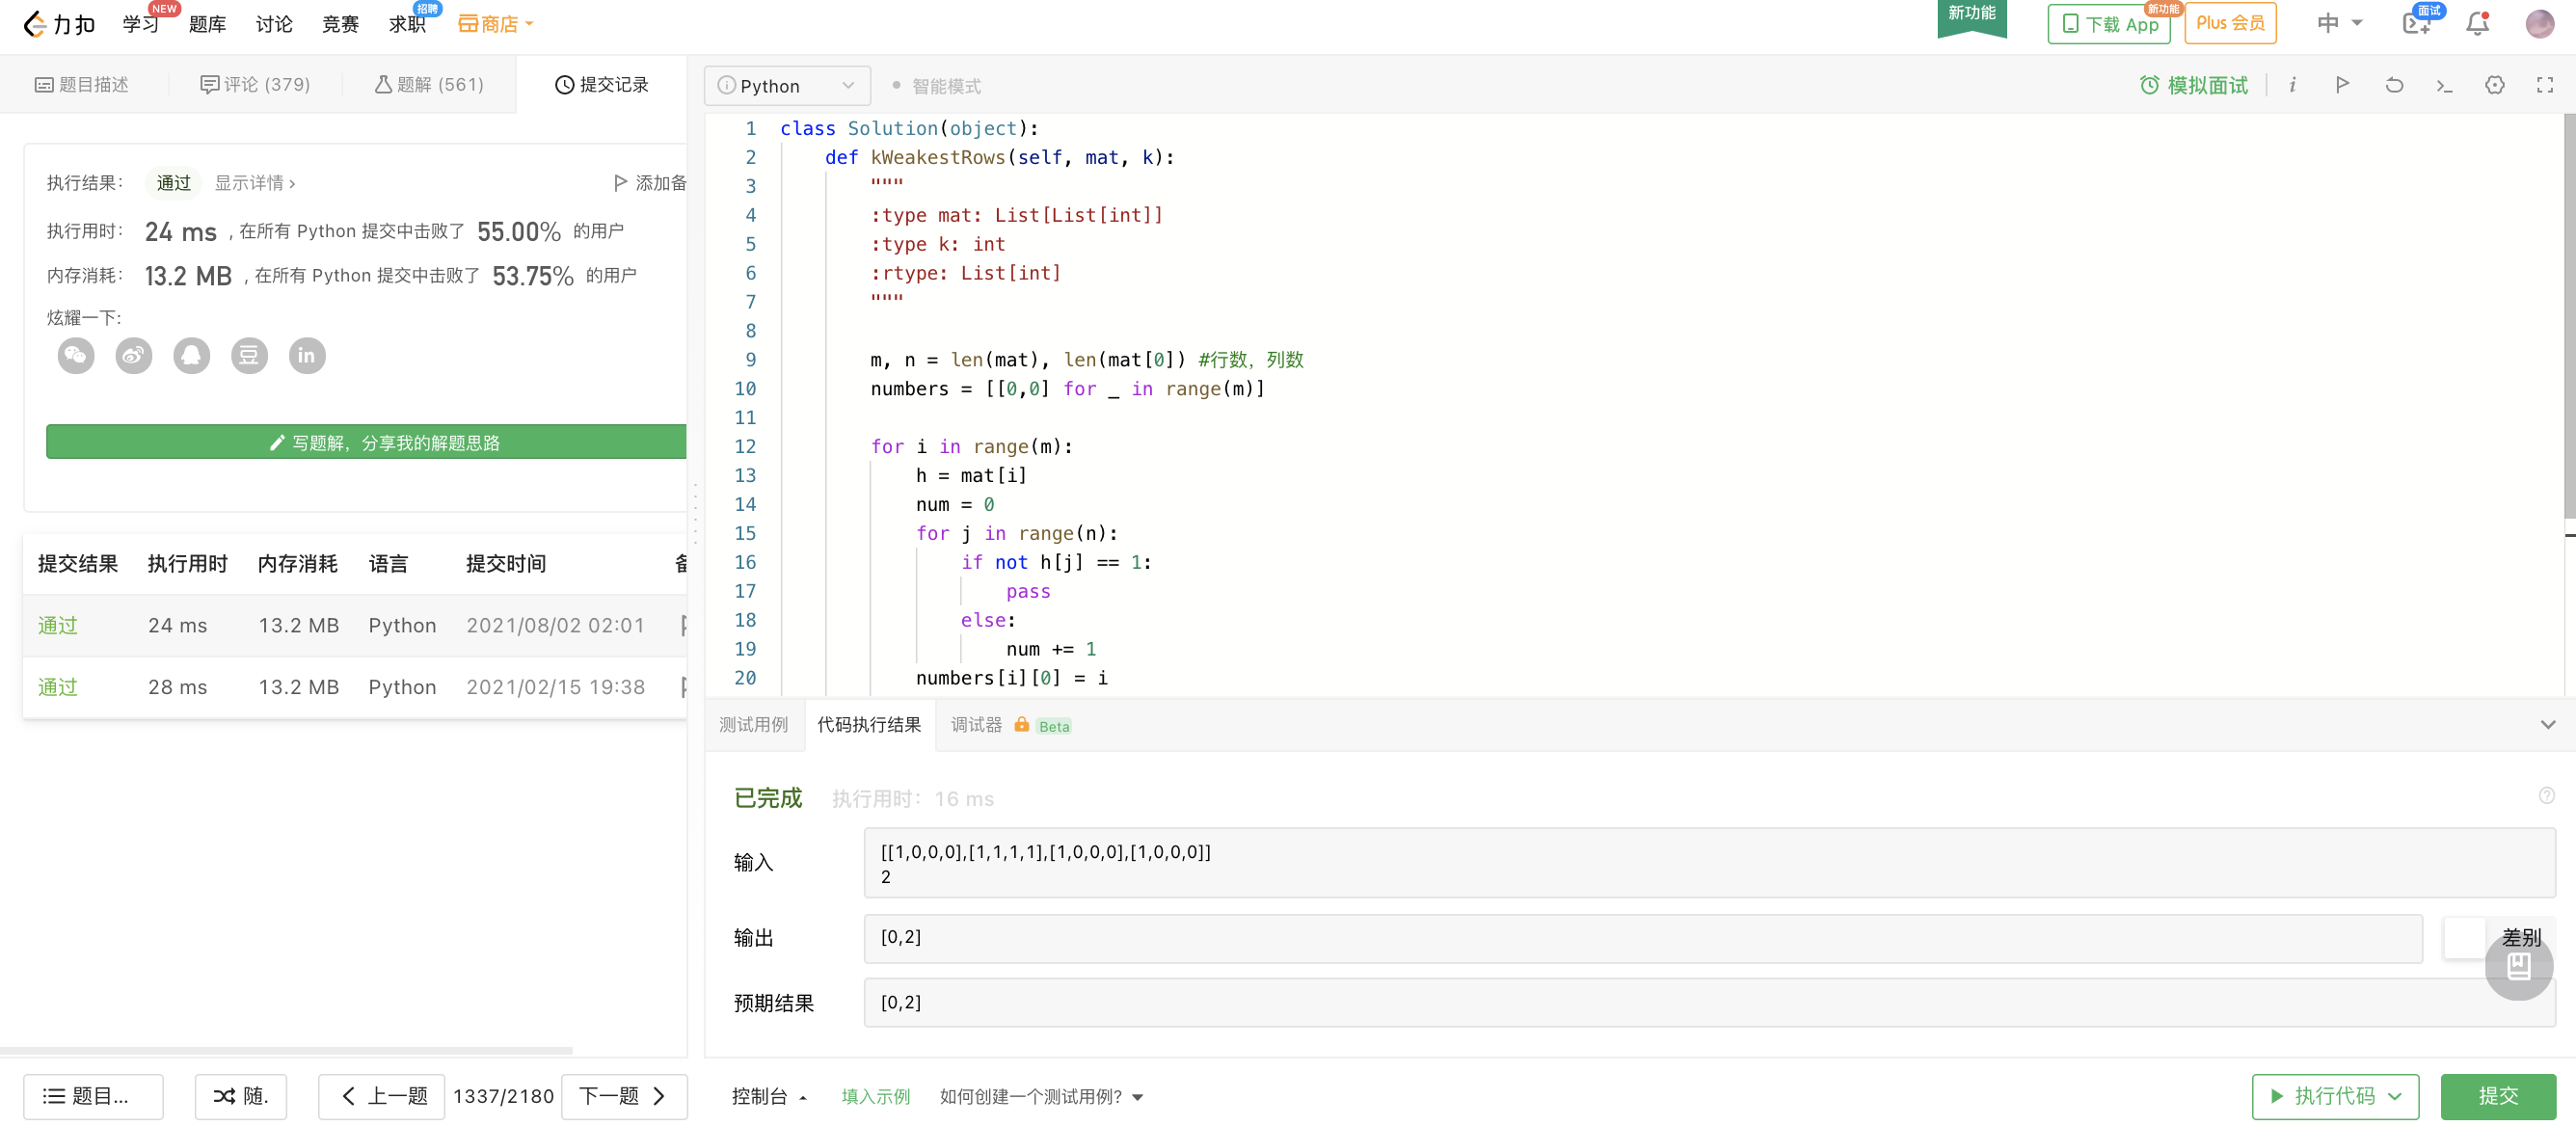 力扣 学习 NEW 题库 讨论 竞赛 求职 招聘 商店 新功能 下载 App 新功能 Plus 会员 中 面试
题目描述 评论 (379) 题解 (561) 提交记录
执行结果： 通过 显示详情 › 添加备
执行用时： 24 ms , 在所有 Python 提交中击败了 55.00% 的用户
内存消耗： 13.2 MB , 在所有 Python 提交中击败了 53.75% 的用户
炫耀一下:
豆 in
写题解，分享我的解题思路
提交结果 执行用时 内存消耗 语言 提交时间
通过 24 ms 13.2 MB Python 2021/08/02 02:01
通过 28 ms 13.2 MB Python 2021/02/15 19:38
题目... 随. 上一题 1337/2180 下一题
Python 智能模式 模拟面试 i
1 class Solution(object):
2 def kWeakestRows(self, mat, k):
3 """
4 :type mat: List[List[int]]
5 :type k: int
6 :rtype: List[int]
7 """
8
9 m, n = len(mat), len(mat[0]) #行数，列数
10 numbers = [[0,0] for _ in range(m)]
11
12 for i in range(m):
13 h = mat[i]
14 num = 0
15 for j in range(n):
16 if not h[j] == 1:
17 pass
18 else:
19 num += 1
20 numbers[i][0] = i
测试用例 代码执行结果 调试器 Beta
已完成 执行用时：16 ms
输入 [[1,0,0,0],[1,1,1,1],[1,0,0,0],[1,0,0,0]]
2
输出 [0,2] 差别
预期结果 [0,2]
控制台 填入示例 如何创建一个测试用例? 执行代码 提交